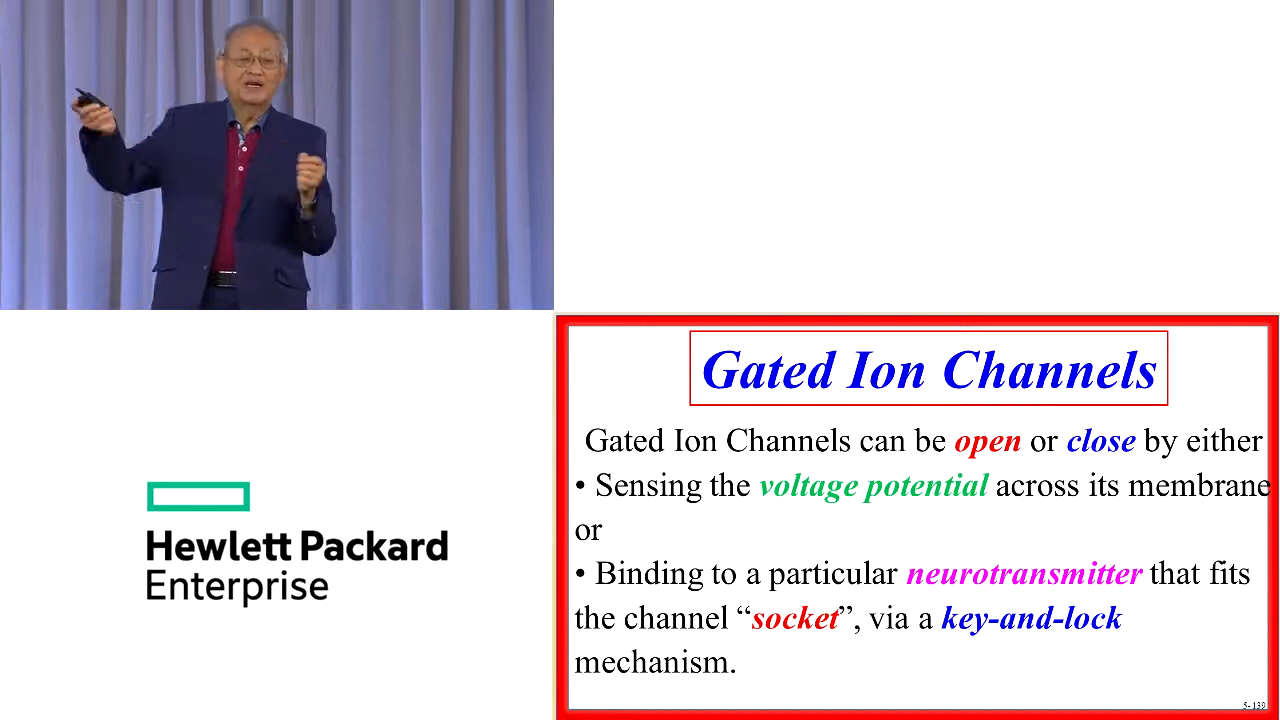 Hewlett Packard
Enterprise
Gated Ion Channels
Gated Ion Channels can be open or close by either
• Sensing the voltage potential across its membrane
or
• Binding to a particular neurotransmitter that fits
the channel “socket”, via a key-and-lock
mechanism.
5-139